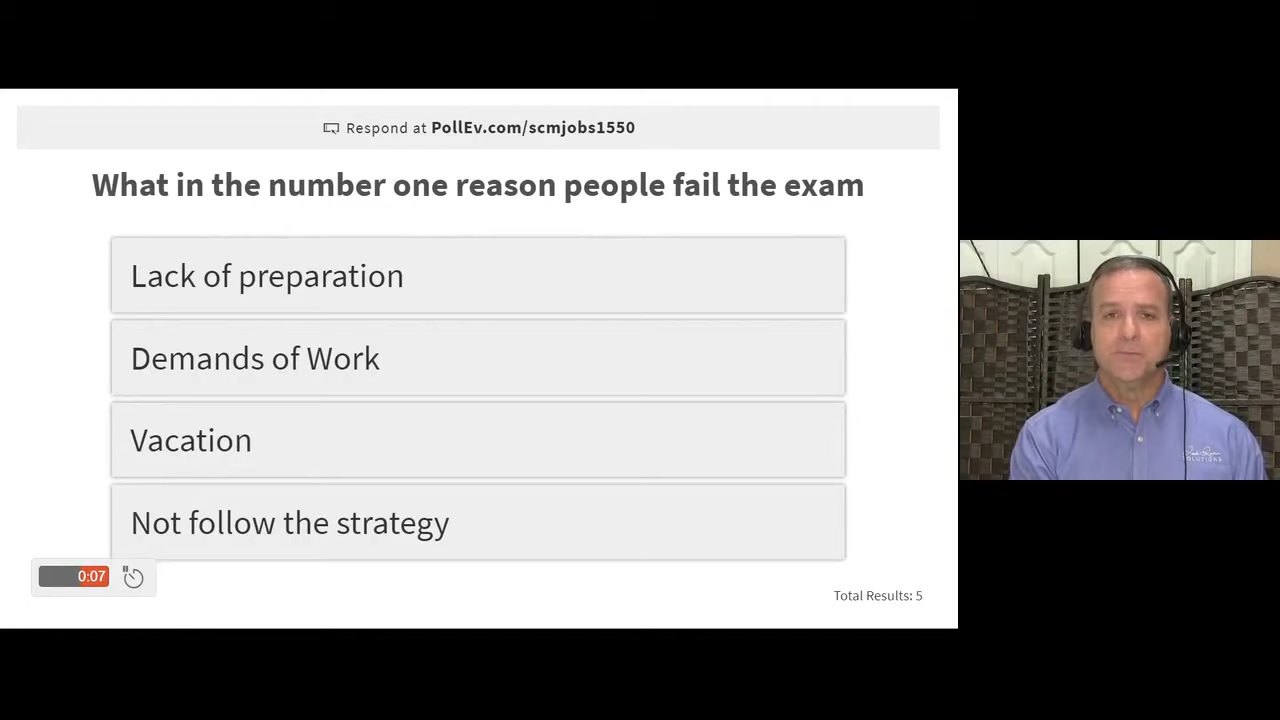 Respond at PollEv.com/scmjobs1550
What in the number one reason people fail the exam
Lack of preparation
Demands of Work
Vacation
Not follow the strategy
0:07
Total Results: 5
SOLUTIONS